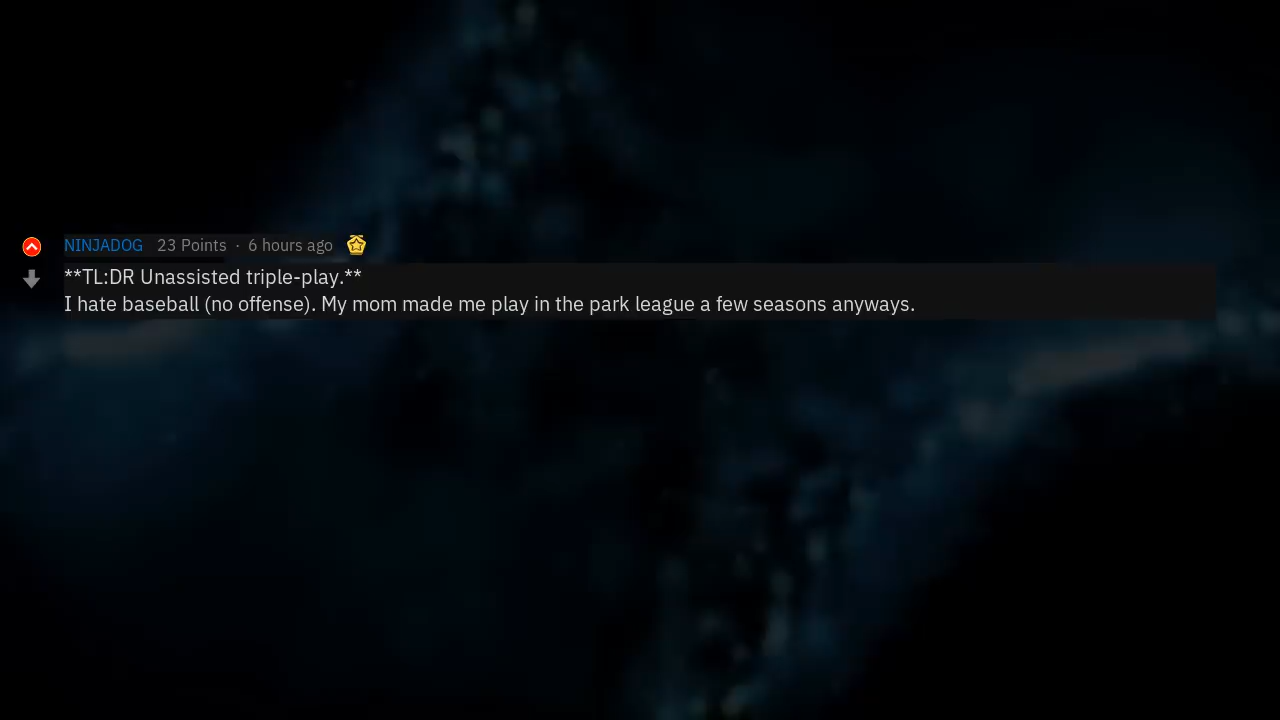 NINJADOG 23 Points · 6 hours ago
**TL:DR Unassisted triple-play.**
I hate baseball (no offense). My mom made me play in the park league a few seasons anyways.